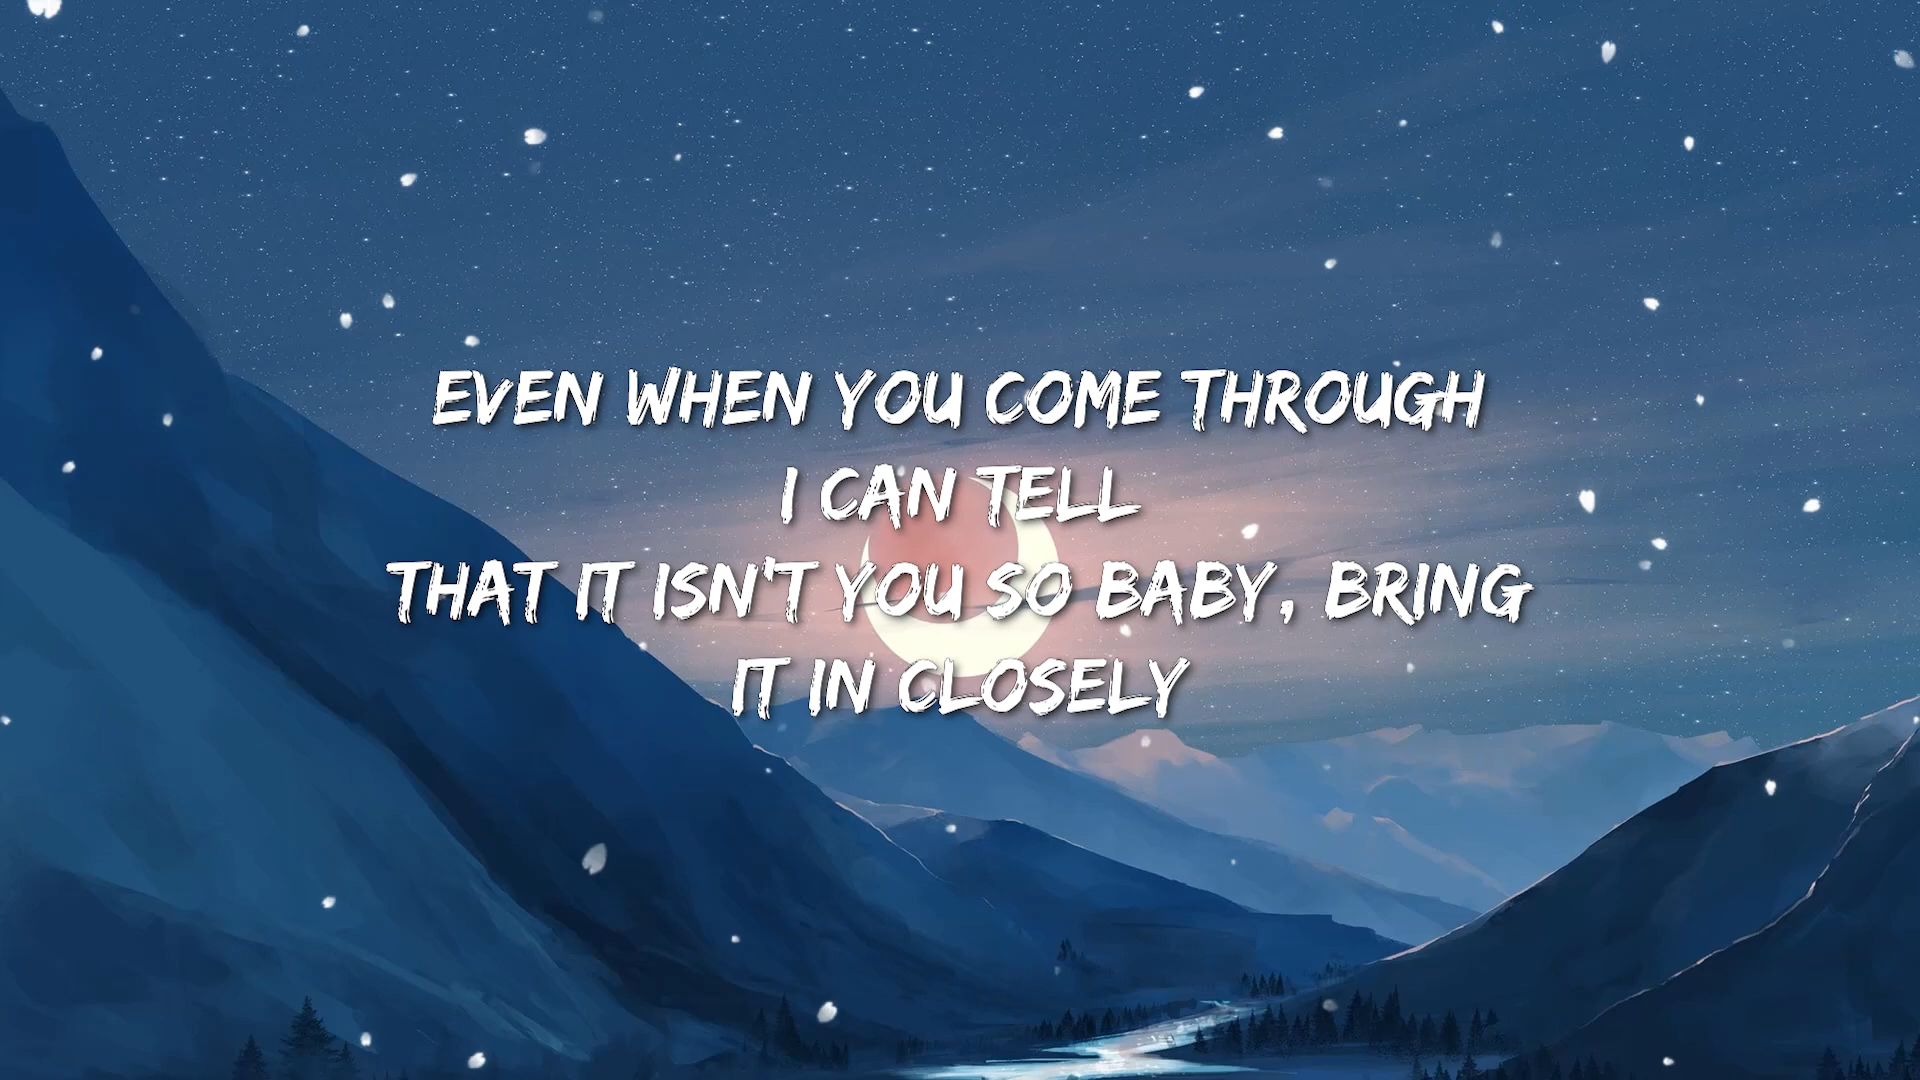 EVEN WHEN YOU COME THROUGH
I CAN TELL
THAT IT ISN'T YOU SO BABY, BRING
IT IN CLOSELY